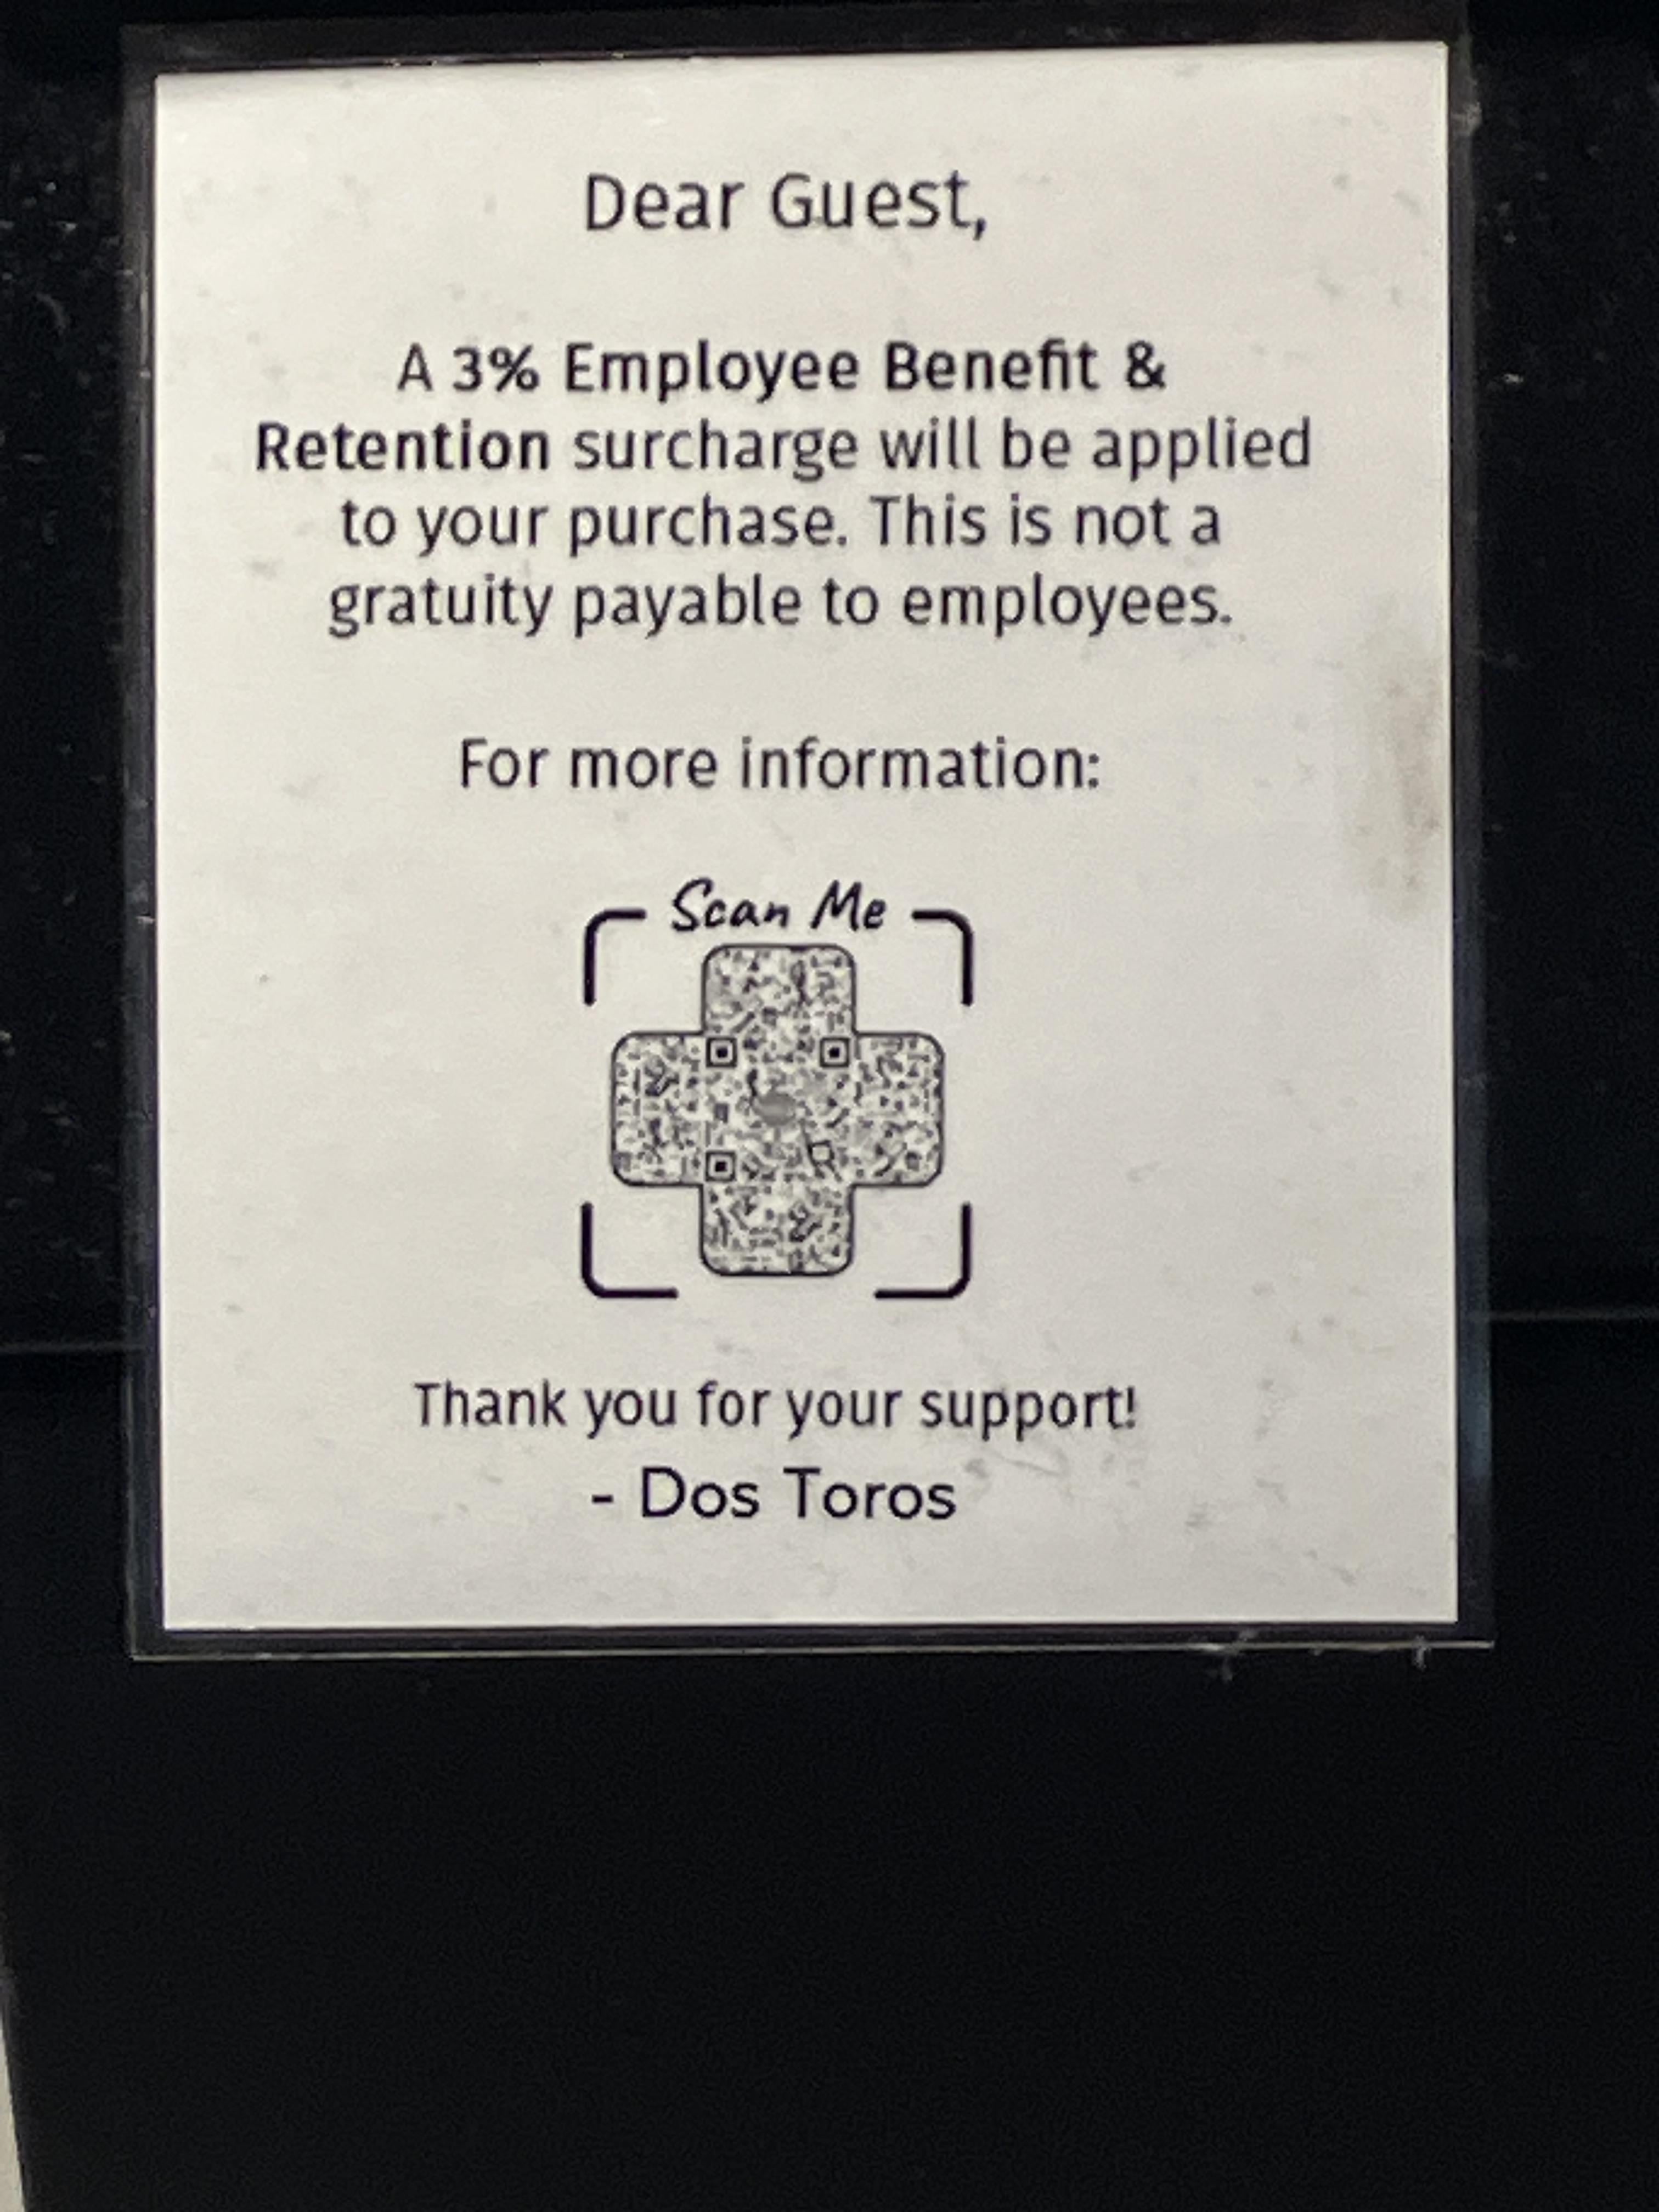 Dear Guest,
A 3% Employee Benefit &
Retention surcharge will be applied
to your purchase. This is not a
gratuity payable to employees.
For more information:
Scan Me
Thank you for your support!
- Dos Toros